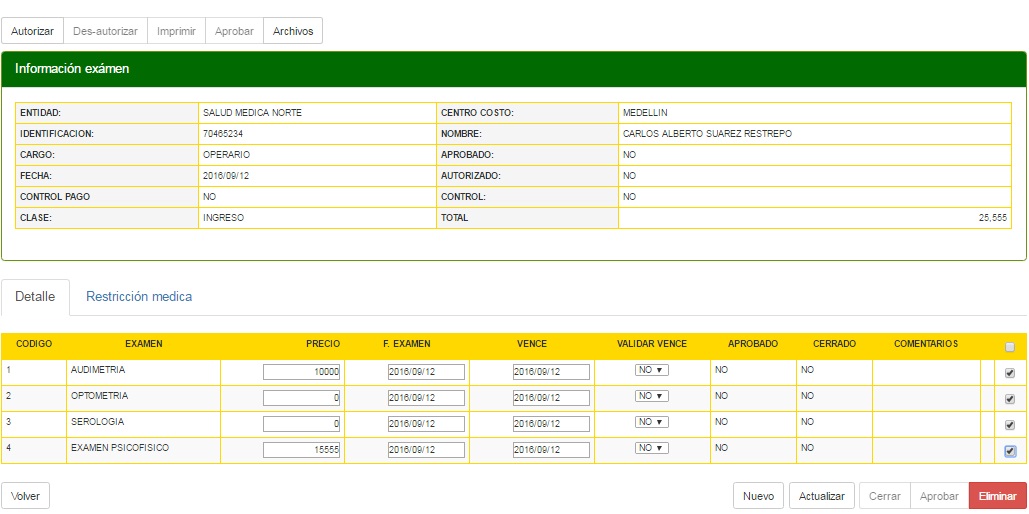 Autorizar Des-autorizar Imprimir Aprobar Archivos
Información exámen
ENTIDAD: SALUD MEDICA NORTE CENTRO COSTO: MEDELLIN
IDENTIFICACION: 70465234 NOMBRE: CARLOS ALBERTO SUAREZ RESTREPO
CARGO: OPERARIO APROBADO: NO
FECHA: 2016/09/12 AUTORIZADO: NO
CONTROL PAGO NO CONTROL: NO
CLASE: INGRESO TOTAL 25,555
Detalle Restricción medica
CODIGO EXAMEN PRECIO F. EXAMEN VENCE VALIDAR VENCE APROBADO CERRADO COMENTARIOS
1 AUDIMETRIA 10000 2016/09/12 2016/09/12 NO NO NO
2 OPTOMETRIA 0 2016/09/12 2016/09/12 NO NO NO
3 SEROLOGIA 0 2016/09/12 2016/09/12 NO NO NO
4 EXAMEN PSICOFISICO 15555 2016/09/12 2016/09/12 NO NO NO
Volver Nuevo Actualizar Cerrar Aprobar Eliminar